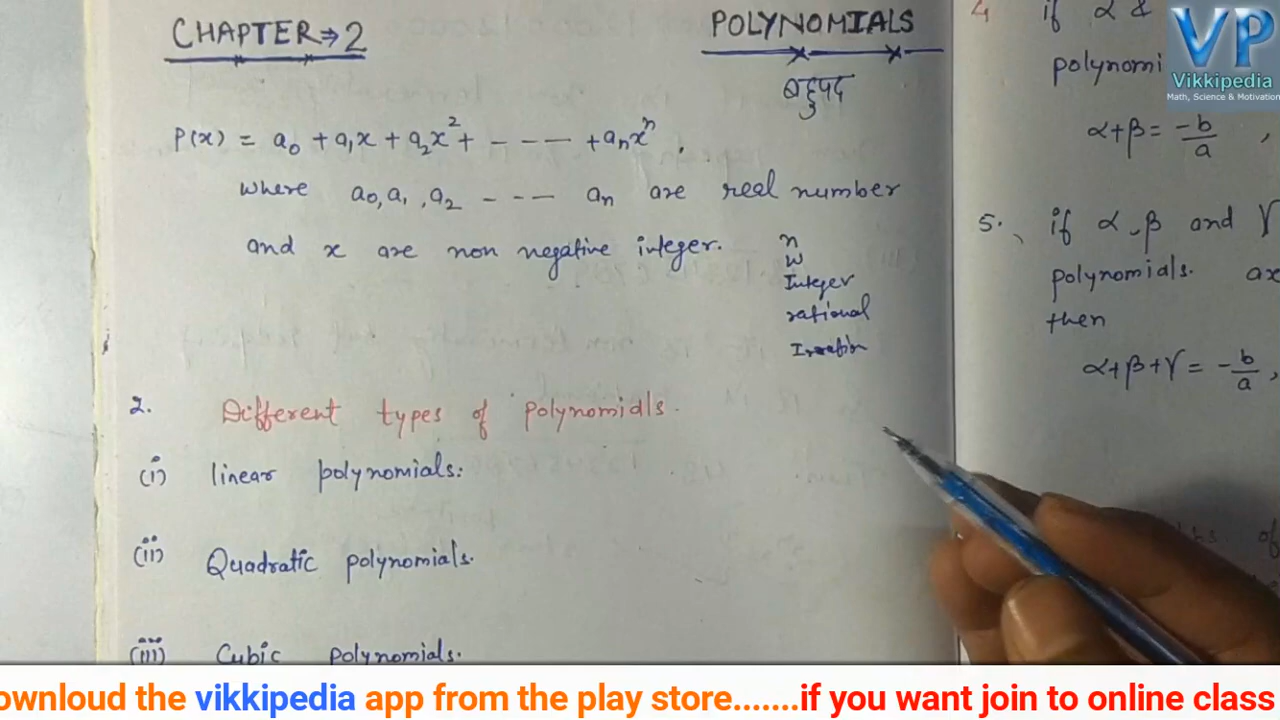 CHAPTER → 2
POLYNOMIALS
बहुपद
P(x) = a₀ + a₁x + a₂x² + ----- + aₙxⁿ,
where a₀, a₁, a₂ ---- aₙ are real number
and x are non negative integer.
n
w
Integer
rational
2. Different types of polynomials.
(i) linear polynomials:
(ii) Quadratic polynomials.
(iii) Cubic polynomials.
4 if α &
polynomi
α+β = -b/a ,
5. if α, β and γ
polynomials. ax
then
α+β+γ = -b/a,
VP
Vikkipedia
Math, Science & Motivation
ownloud the vikkipedia app from the play store.......if you want join to online class